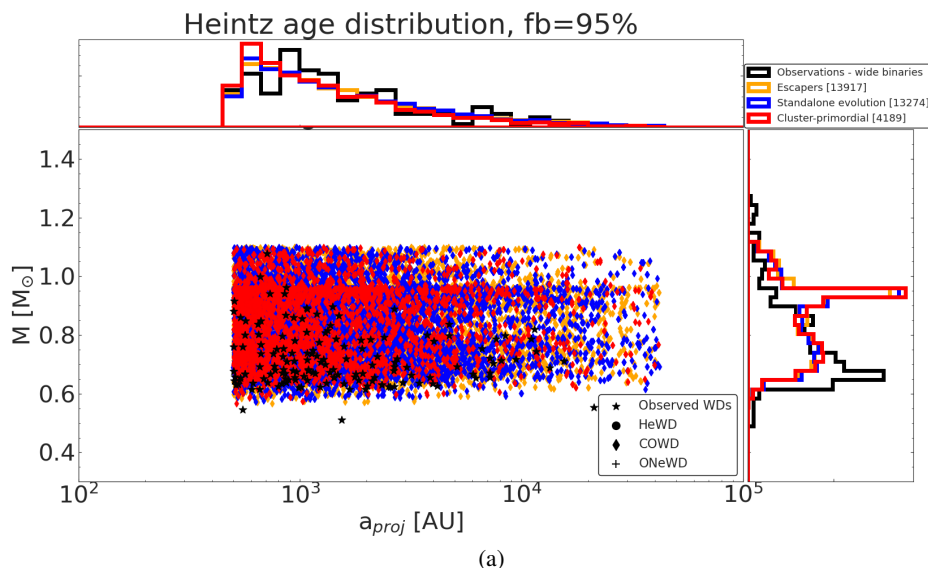 Heintz age distribution, fb=95%
Observations - wide binaries
Escapers [13917]
Standalone evolution [13274]
Cluster-primordial [4189]
1.4
1.2
1.0
0.8
0.6
0.4
M [M⊙]
Observed WDs
HeWD
COWD
ONeWD
10² 10³ 10⁴ 10⁵
a_proj [AU]
(a)